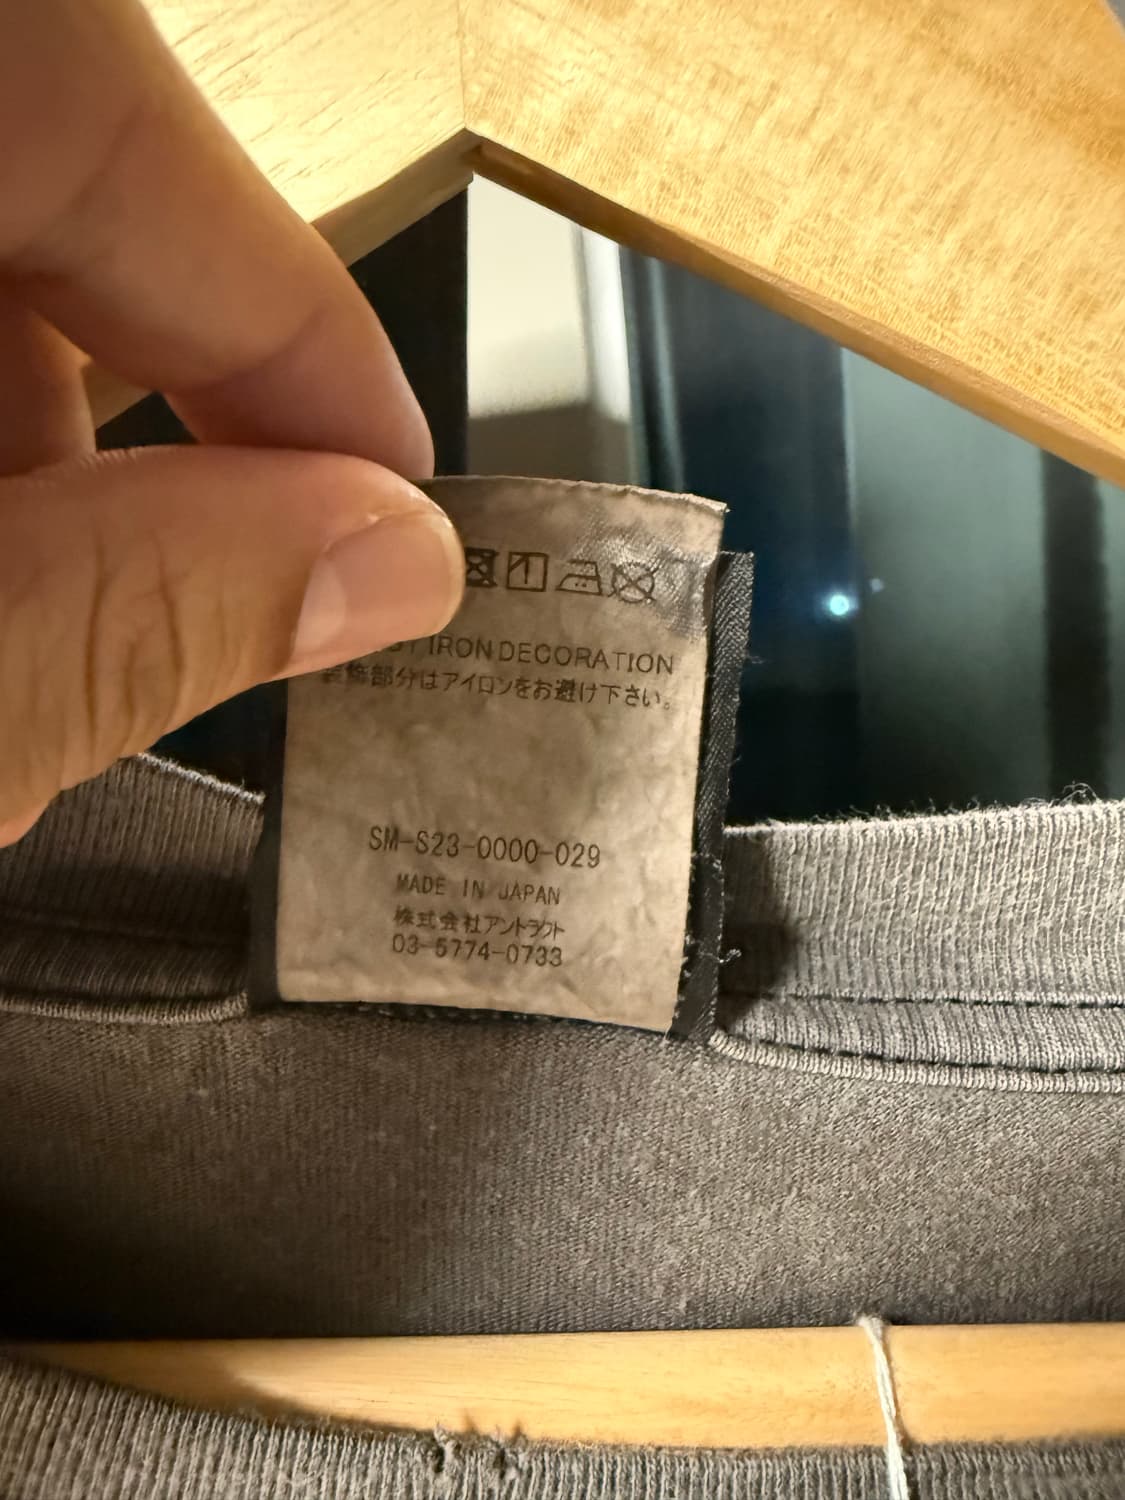 IRON DECORATION
装飾部分はアイロンをお避け下さい。
SM-S23-0000-029
MADE IN JAPAN
株式会社アントラクト
03-5774-0733